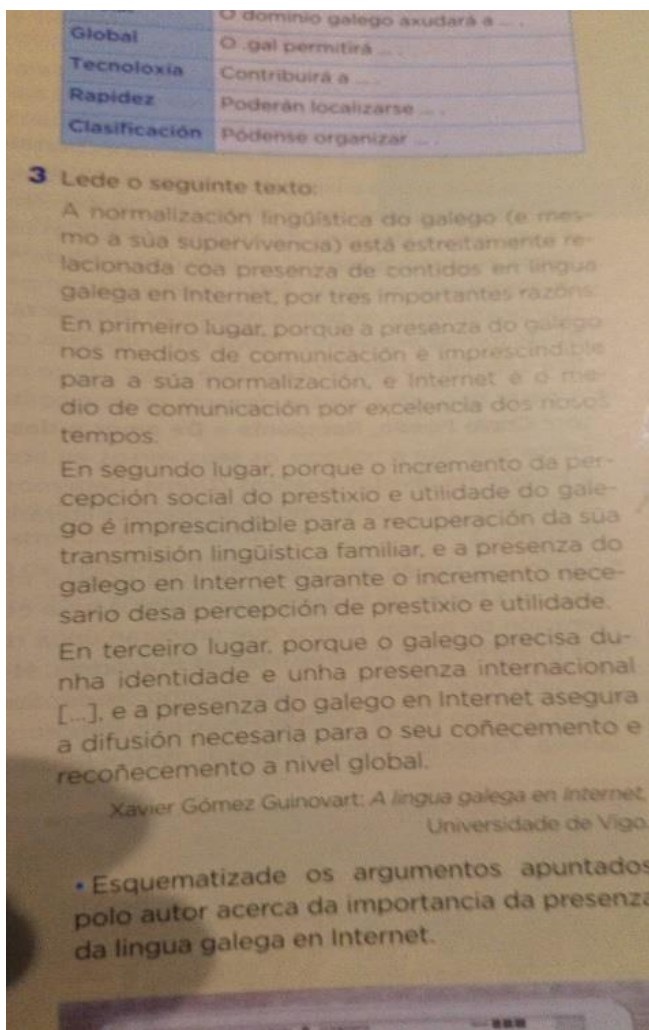 O dominio galego axudará a ... .
Global O .gal permitirá ... .
Tecnoloxía Contribuirá a ... .
Rapidez Poderán localizarse ... .
Clasificación Pódense organizar ... .
3 Lede o seguinte texto:
A normalización lingüística do galego (e mes-
mo a súa supervivencia) está estreitamente re-
lacionada coa presenza de contidos en lingua
galega en Internet, por tres importantes razóns:
En primeiro lugar, porque a presenza do galego
nos medios de comunicación é imprescindible
para a súa normalización, e Internet é o me-
dio de comunicación por excelencia dos nosos
tempos.
En segundo lugar, porque o incremento da per-
cepción social do prestixio e utilidade do gale-
go é imprescindible para a recuperación da súa
transmisión lingüística familiar, e a presenza do
galego en Internet garante o incremento nece-
sario desa percepción de prestixio e utilidade.
En terceiro lugar, porque o galego precisa du-
nha identidade e unha presenza internacional
[...], e a presenza do galego en Internet asegura
a difusión necesaria para o seu coñecemento e
recoñecemento a nivel global.
Xavier Gómez Guinovart: A lingua galega en Internet,
Universidade de Vigo.
• Esquematizade os argumentos apuntados
polo autor acerca da importancia da presenza
da lingua galega en Internet.